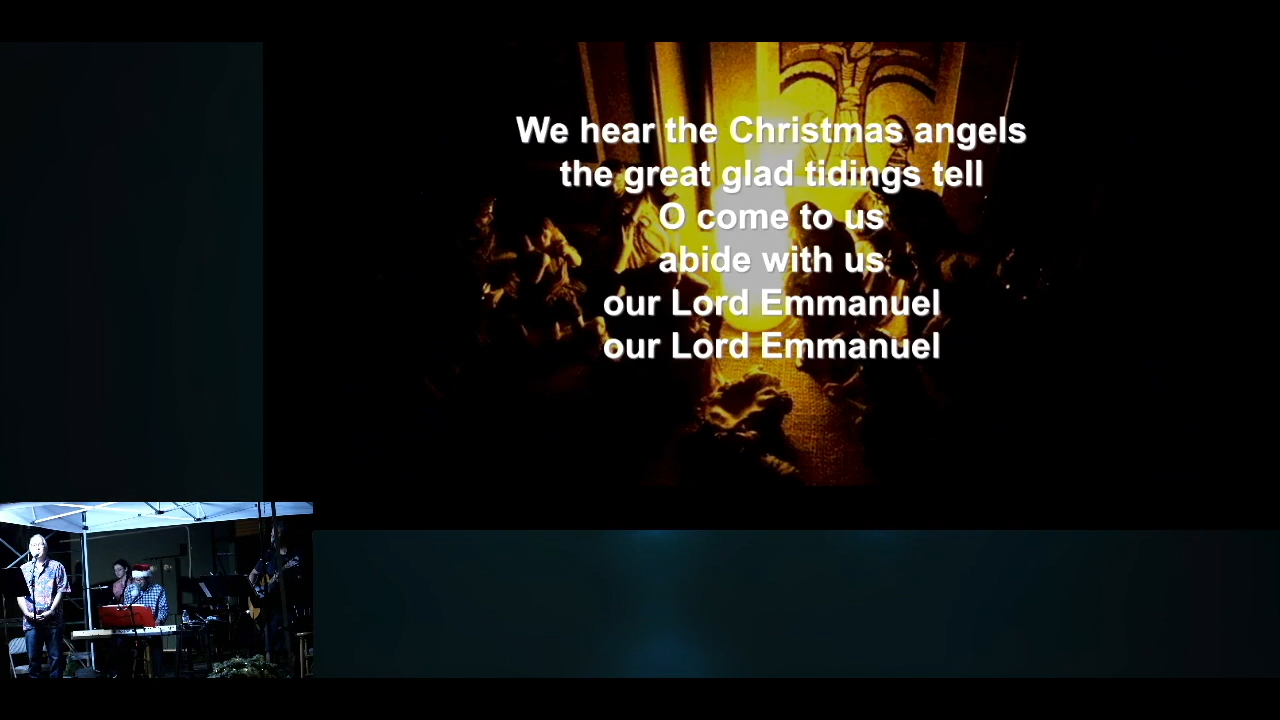 We hear the Christmas angels
the great glad tidings tell
O come to us
abide with us
our Lord Emmanuel
our Lord Emmanuel